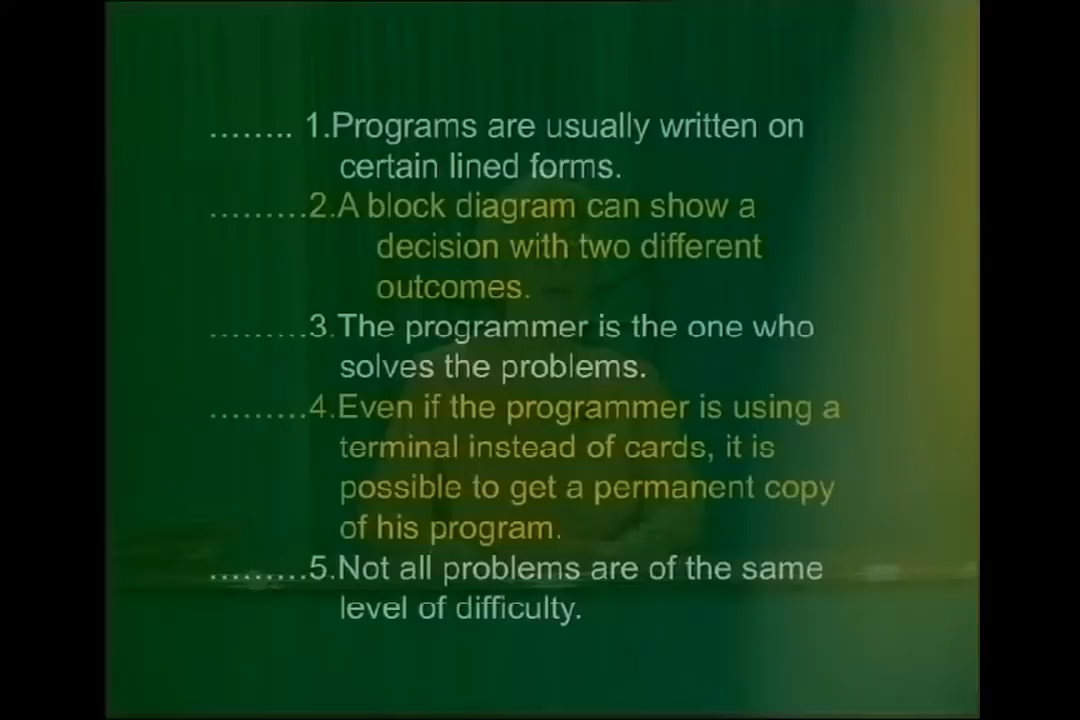 ........ 1.Programs are usually written on
certain lined forms.
.........2.A block diagram can show a
decision with two different
outcomes.
.........3.The programmer is the one who
solves the problems.
.........4.Even if the programmer is using a
terminal instead of cards, it is
possible to get a permanent copy
of his program.
.........5.Not all problems are of the same
level of difficulty.